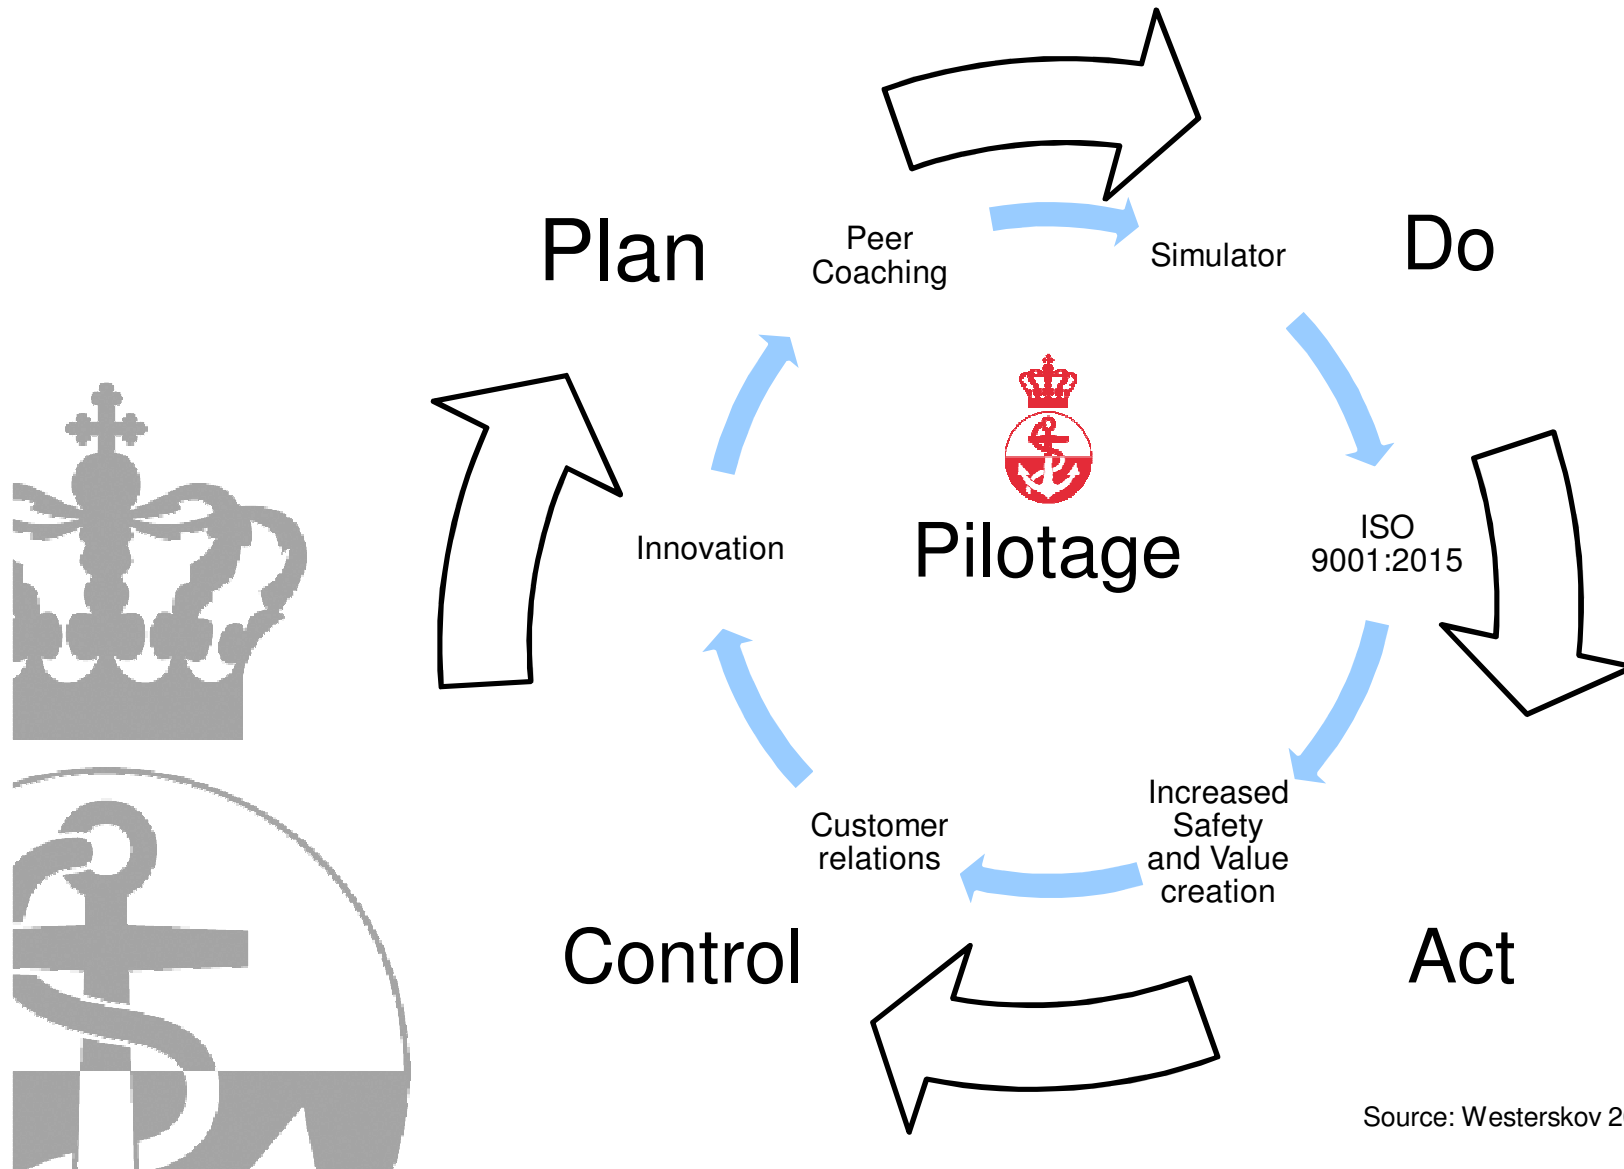 Plan
Peer
Coaching
Simulator
Do
Innovation
Pilotage
ISO
9001:2015
Customer
relations
Increased
Safety
and Value
creation
Control
Act
Source: Westerskov